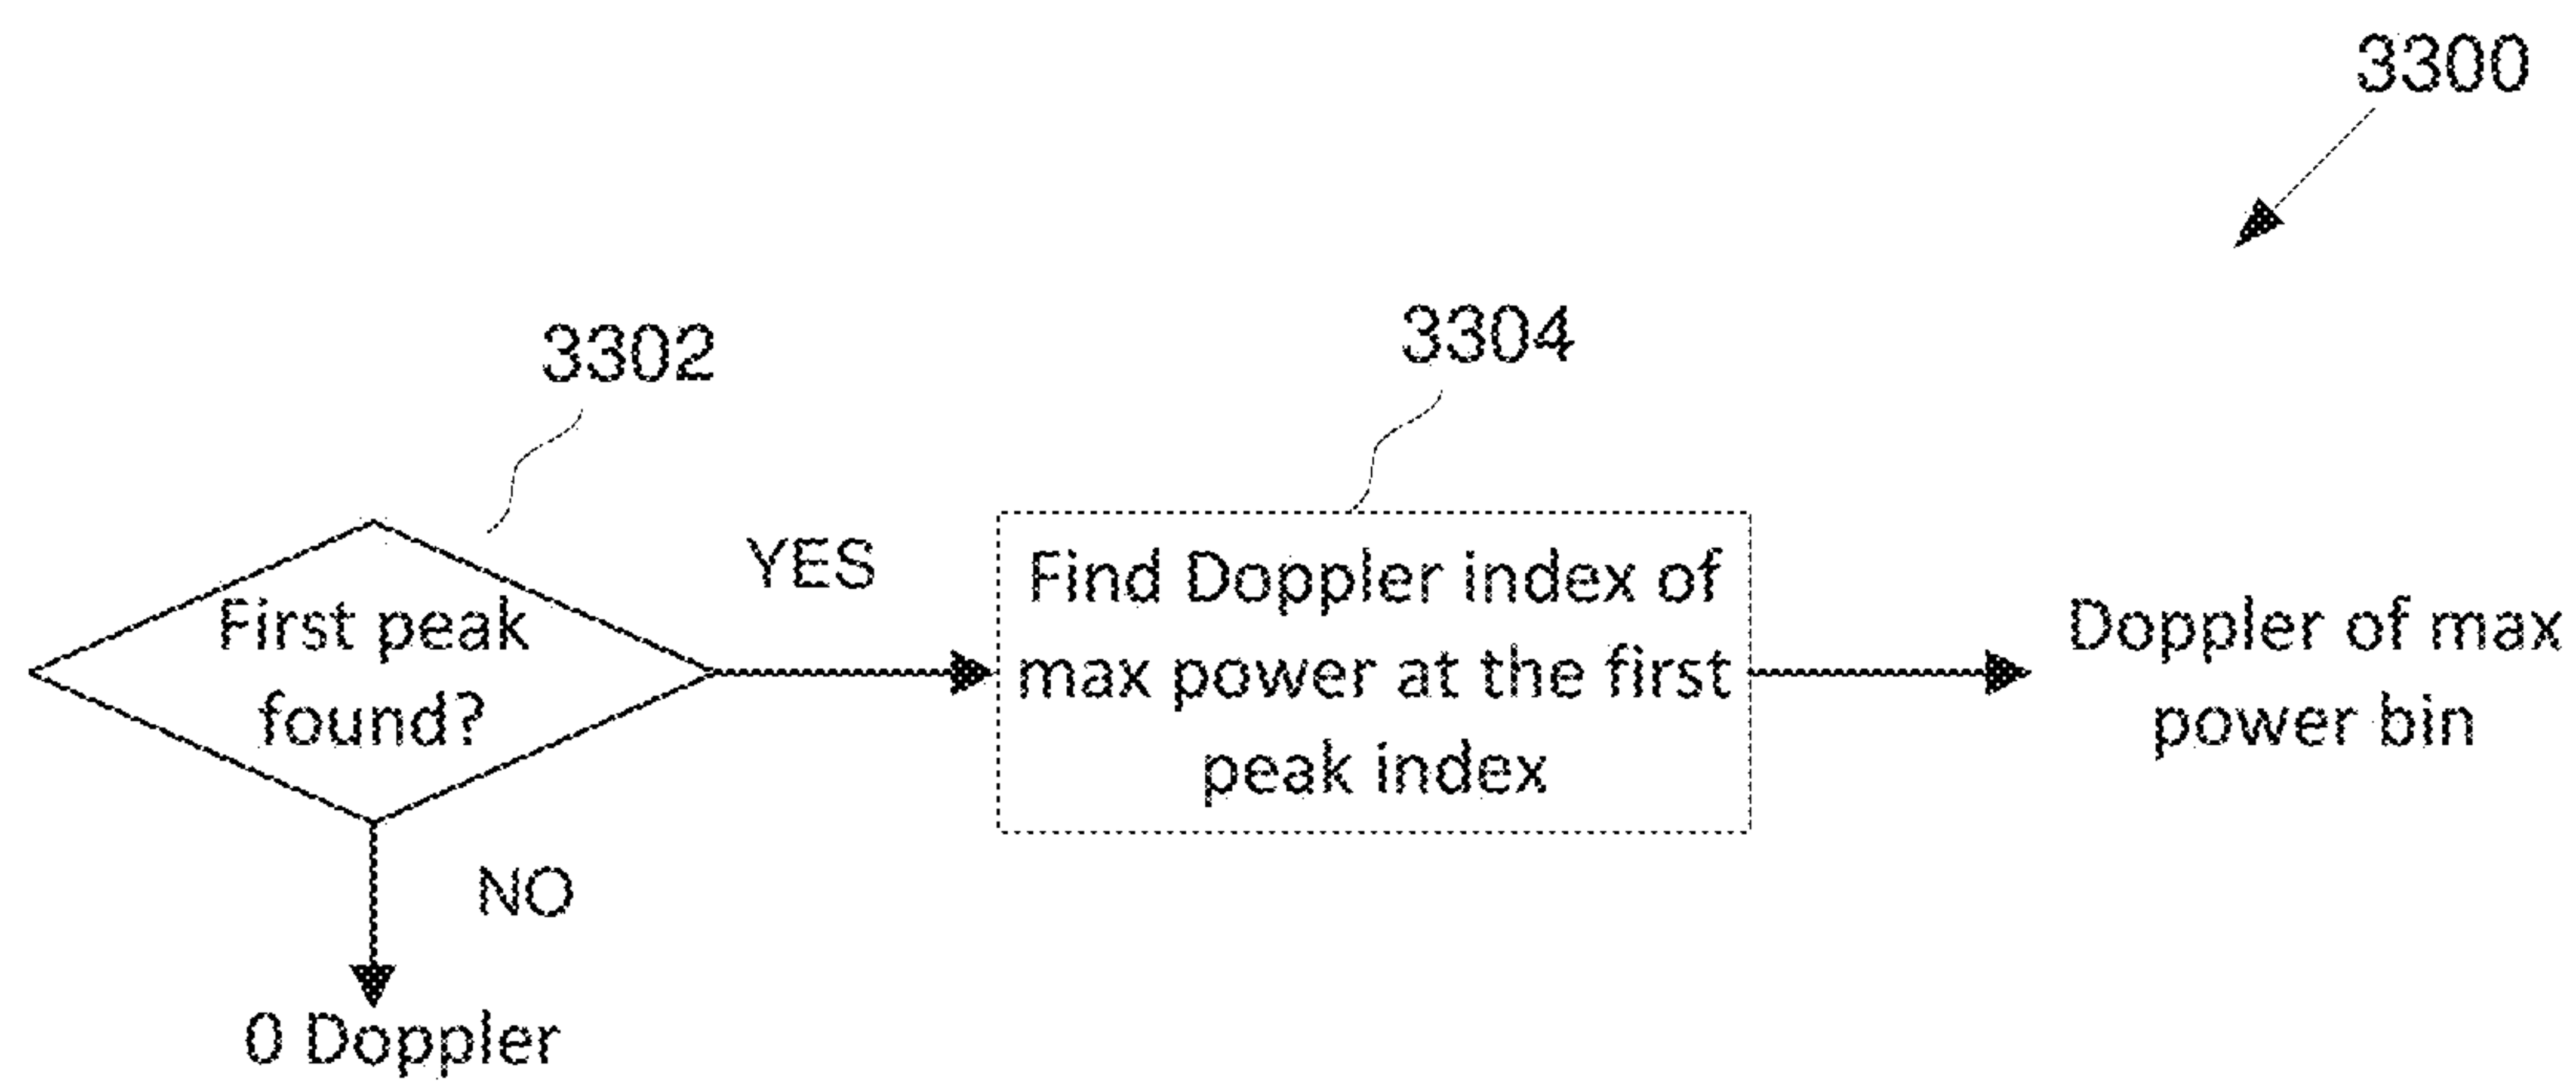 3300
3302
3304
First peak
found?
YES
Find Doppler index of
max power at the first
peak index
Doppler of max
power bin
NO
0 Doppler